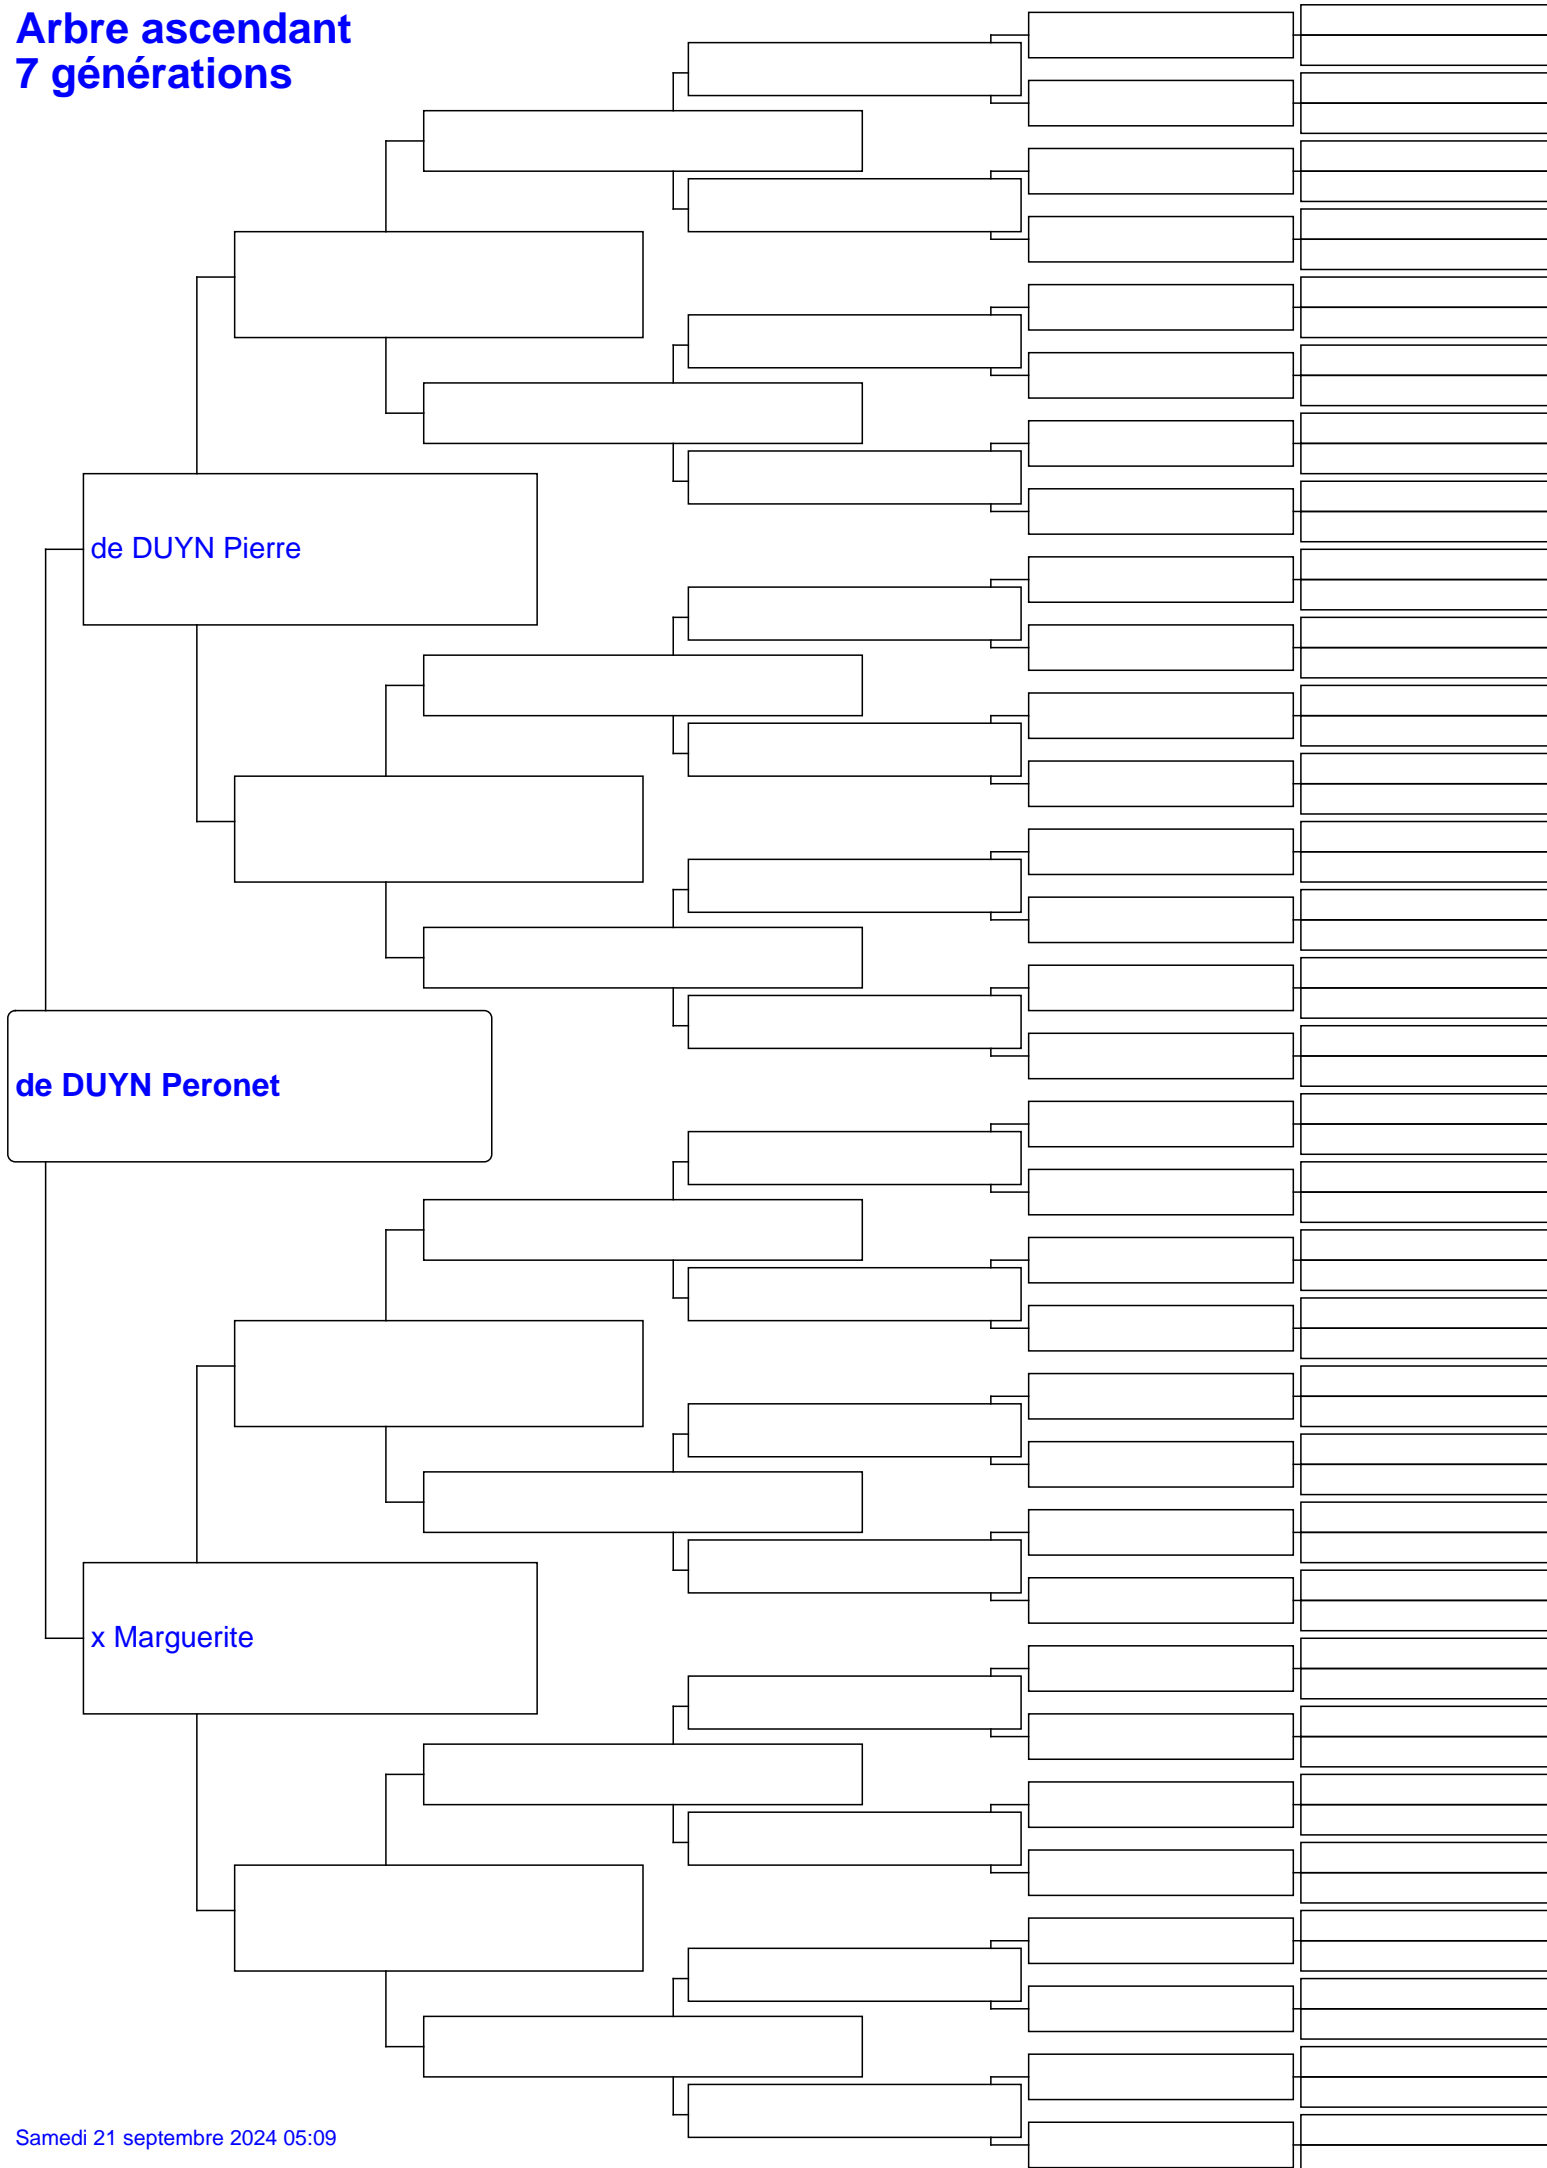 Arbre ascendant
7 générations
de DUYN Pierre
de DUYN Peronet
x Marguerite
Samedi 21 septembre 2024 05:09